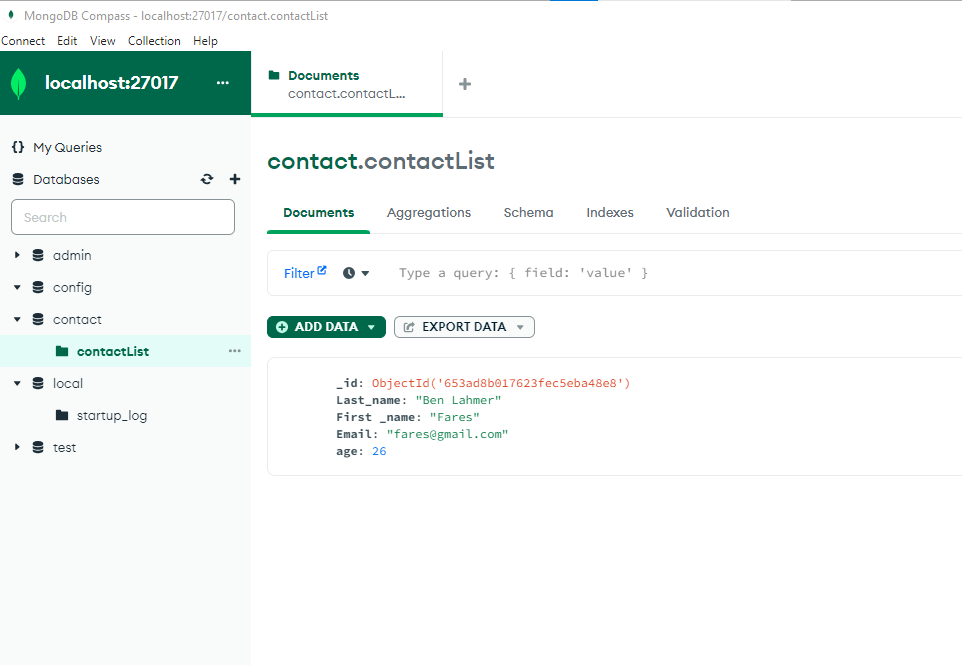 MongoDB Compass - localhost:27017/contact.contactList
Connect Edit View Collection Help
localhost:27017 ...
Documents
contact.contactL...
+
{} My Queries
Databases +
Search
admin
config
contact
contactList ...
local
startup_log
test
contact.contactList
Documents Aggregations Schema Indexes Validation
Filter Type a query: { field: 'value' }
ADD DATA EXPORT DATA
_id: ObjectId('653ad8b017623fec5eba48e8')
Last_name: "Ben Lahmer"
First _name: "Fares"
Email: "fares@gmail.com"
age: 26